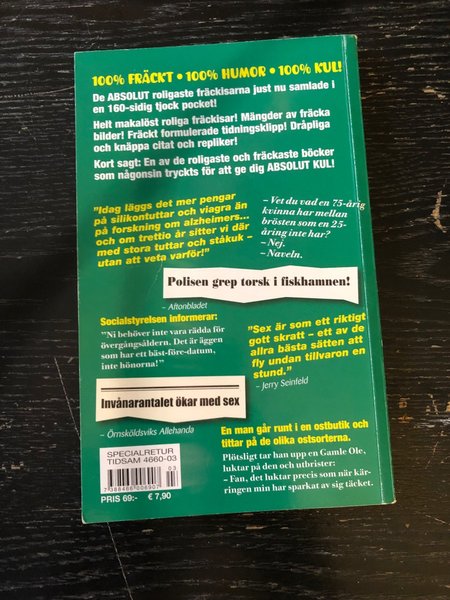 100% FRÄCKT • 100% HUMOR • 100% KUL!
De ABSOLUT roligaste fräckisarna just nu samlade i
en 160-sidig tjock pocket!
Helt makalöst roliga fräckisar! Mängder av fräcka
bilder! Fräckt formulerade tidningsklipp! Dråpliga
och knäppa citat och repliker!
Kort sagt: En av de roligaste och fräckaste böcker
som någonsin tryckts för att ge dig ABSOLUT KUL!
"Idag läggs det mer pengar
på silikontuttar och viagra än
på forskning om alzheimers...
och om trettio år sitter vi där
med stora tuttar och ståkuk –
utan att veta varför!"
– Vet du vad en 75-årig
kvinna har mellan
brösten som en 25-
åring inte har?
– Nej.
– Naveln.
Polisen grep torsk i fiskhamnen!
– Aftonbladet
Socialstyrelsen informerar:
"Ni behöver inte vara rädda för
övergångsåldern. Det är äggen
som har ett bäst-före-datum,
inte hönorna!"
"Sex är som ett riktigt
gott skratt – ett av de
allra bästa sätten att
fly undan tillvaron en
stund."
– Jerry Seinfeld
Invånarantalet ökar med sex
– Örnsköldsviks Allehanda
En man går runt i en ostbutik och
tittar på de olika ostsorterna.
Plötsligt tar han upp en Gamle Ole,
luktar på den och utbrister:
– Fan, det luktar precis som när kär-
ringen min har sparkat av sig täcket.
SPECIALRETUR
TIDSAM 4660-03
03
7 388466 006907
PRIS 69:- € 7,90